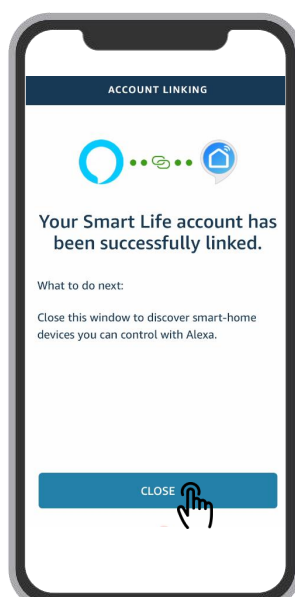 ACCOUNT LINKING
Your Smart Life account has
been successfully linked.
What to do next:
Close this window to discover smart-home
devices you can control with Alexa.
CLOSE